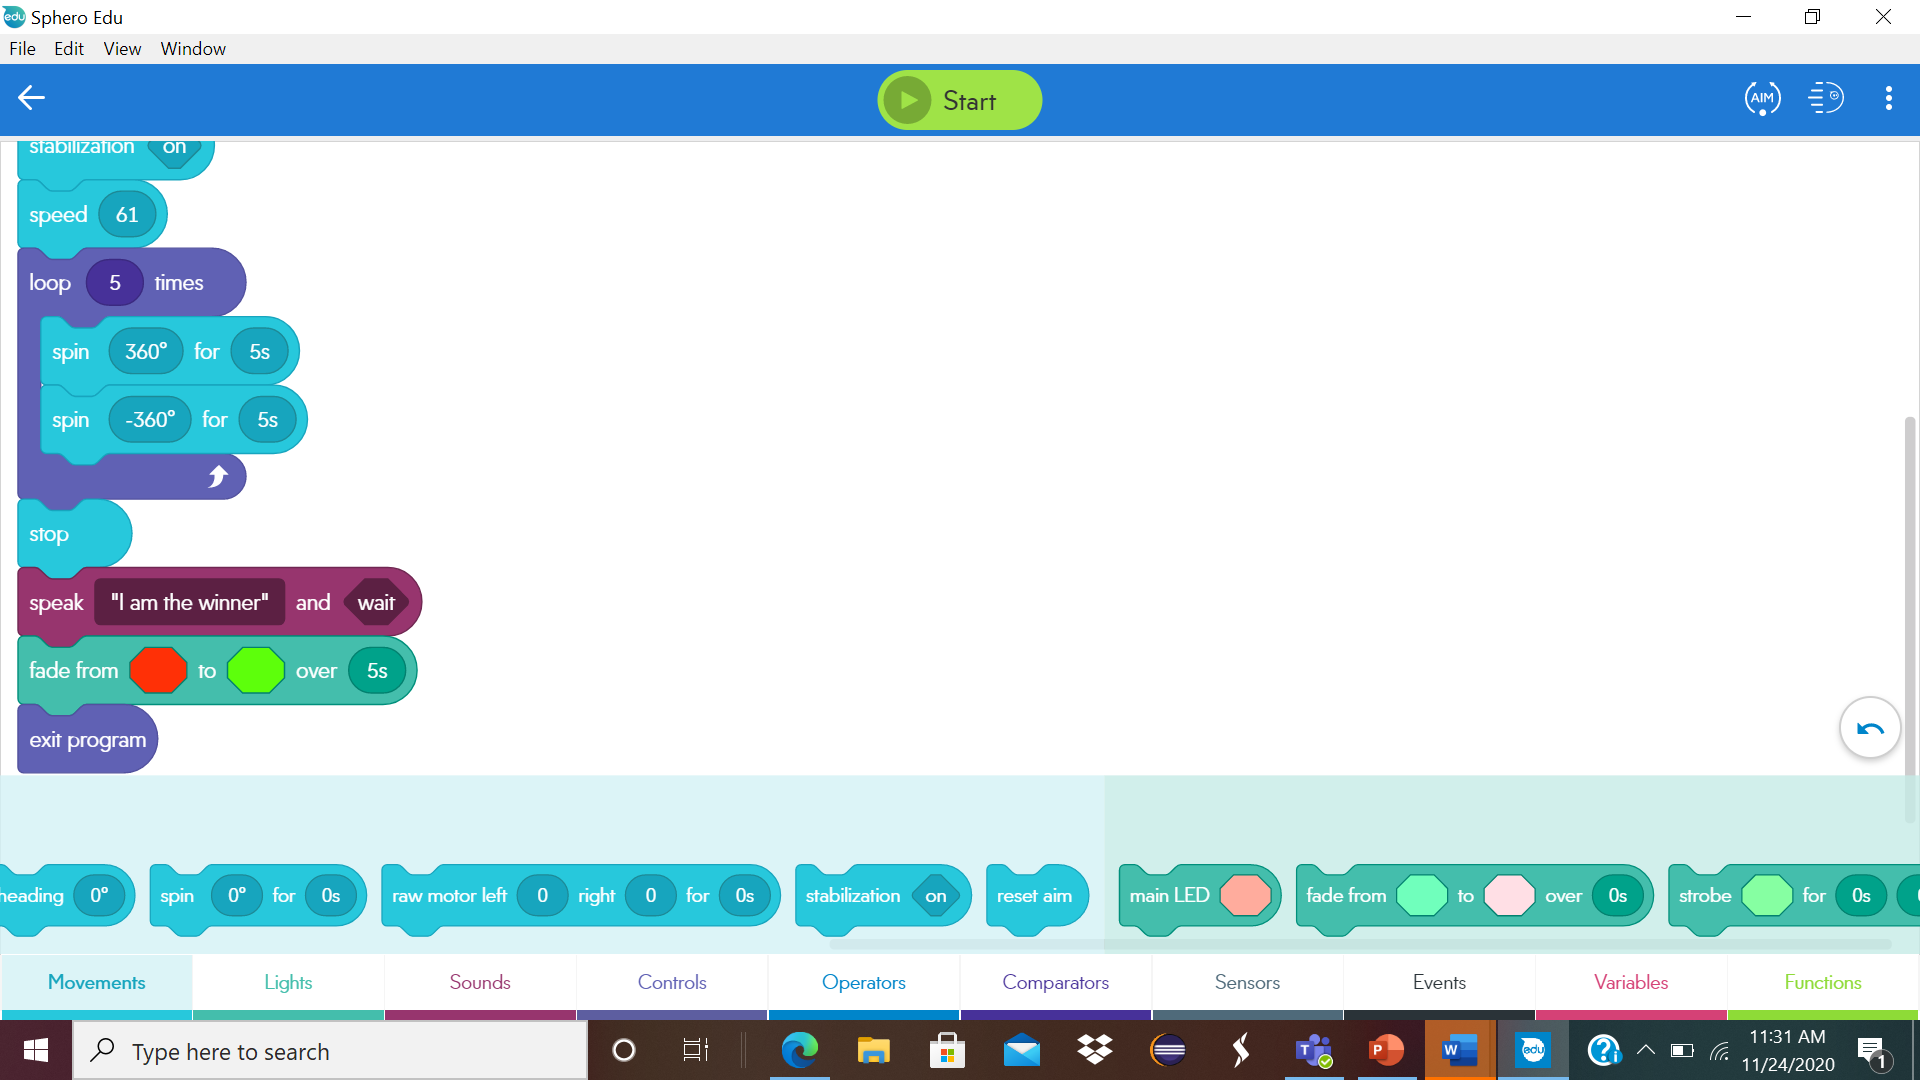 edu Sphero Edu
File Edit View Window
Start
AIM
stabilization on
speed 61
loop 5 times
spin 360° for 5s
spin -360° for 5s
stop
speak "I am the winner" and wait
fade from to over 5s
exit program
heading 0° spin 0° for 0s raw motor left 0 right 0 for 0s stabilization on reset aim main LED fade from to over 0s strobe for 0s
Movements Lights Sounds Controls Operators Comparators Sensors Events Variables Functions
Type here to search
T P W edu ? 11:31 AM
11/24/2020 1